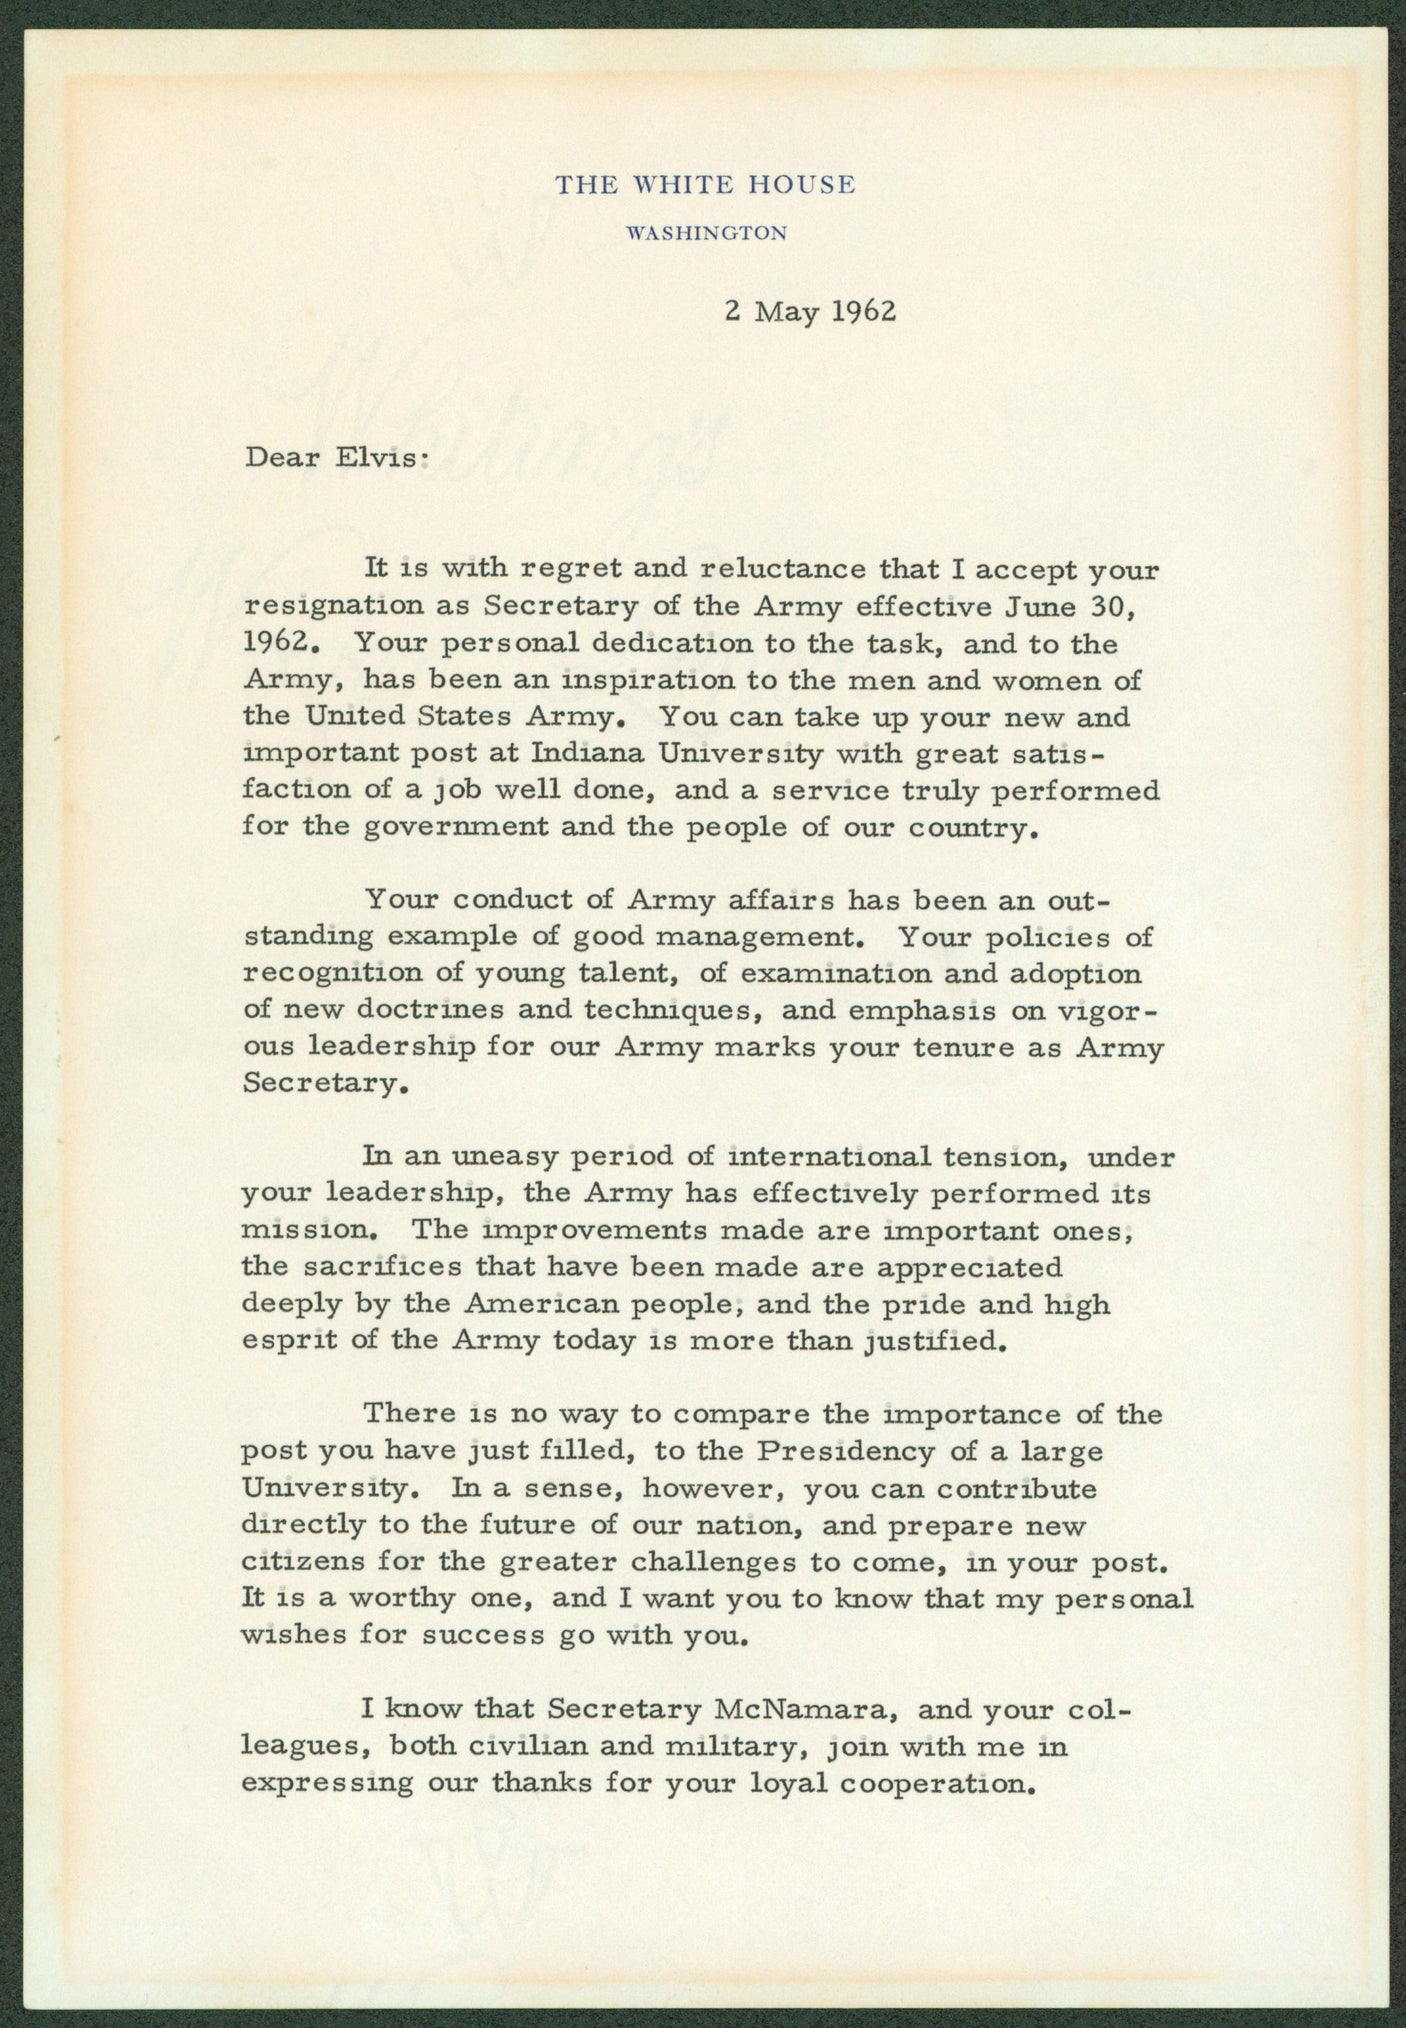 THE WHITE HOUSE
WASHINGTON
2 May 1962
Dear Elvis:
It is with regret and reluctance that I accept your
resignation as Secretary of the Army effective June 30,
1962. Your personal dedication to the task, and to the
Army, has been an inspiration to the men and women of
the United States Army. You can take up your new and
important post at Indiana University with great satis-
faction of a job well done, and a service truly performed
for the government and the people of our country.
Your conduct of Army affairs has been an out-
standing example of good management. Your policies of
recognition of young talent, of examination and adoption
of new doctrines and techniques, and emphasis on vigor-
ous leadership for our Army marks your tenure as Army
Secretary.
In an uneasy period of international tension, under
your leadership, the Army has effectively performed its
mission. The improvements made are important ones;
the sacrifices that have been made are appreciated
deeply by the American people; and the pride and high
esprit of the Army today is more than justified.
There is no way to compare the importance of the
post you have just filled, to the Presidency of a large
University. In a sense, however, you can contribute
directly to the future of our nation, and prepare new
citizens for the greater challenges to come, in your post.
It is a worthy one, and I want you to know that my personal
wishes for success go with you.
I know that Secretary McNamara, and your col-
leagues, both civilian and military, join with me in
expressing our thanks for your loyal cooperation.